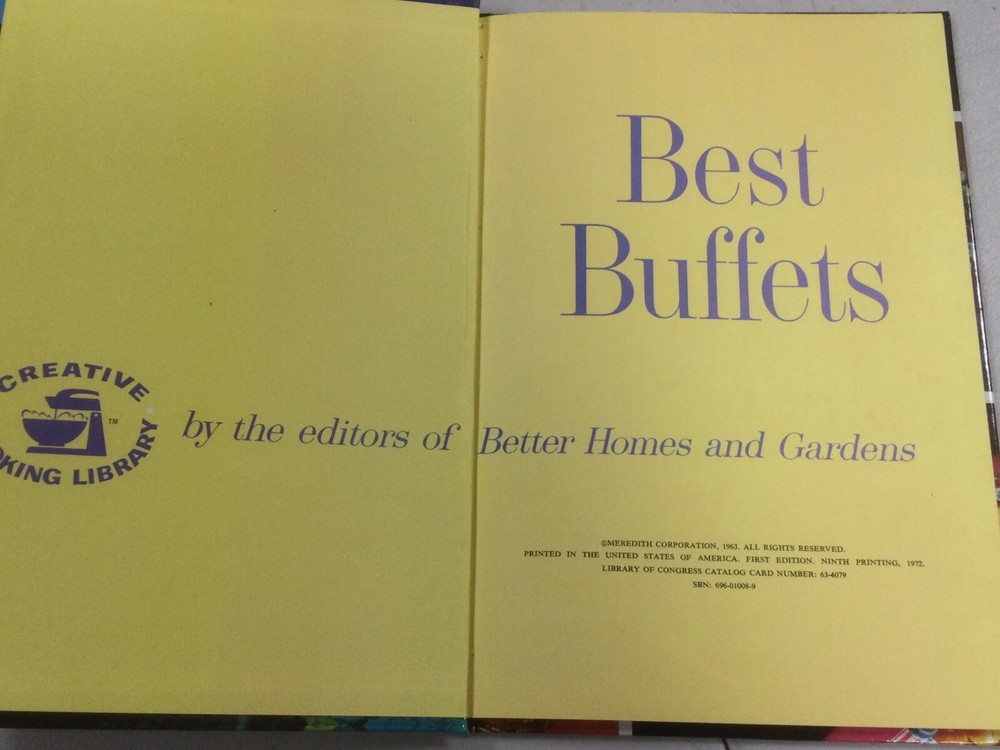 CREATIVE
TM
KING LIBRARY
by the editors of Better Homes and Gardens
Best
Buffets
©MEREDITH CORPORATION, 1963. ALL RIGHTS RESERVED.
PRINTED IN THE UNITED STATES OF AMERICA. FIRST EDITION. NINTH PRINTING, 1972.
LIBRARY OF CONGRESS CATALOG CARD NUMBER: 63-4079
SBN: 696-01008-9